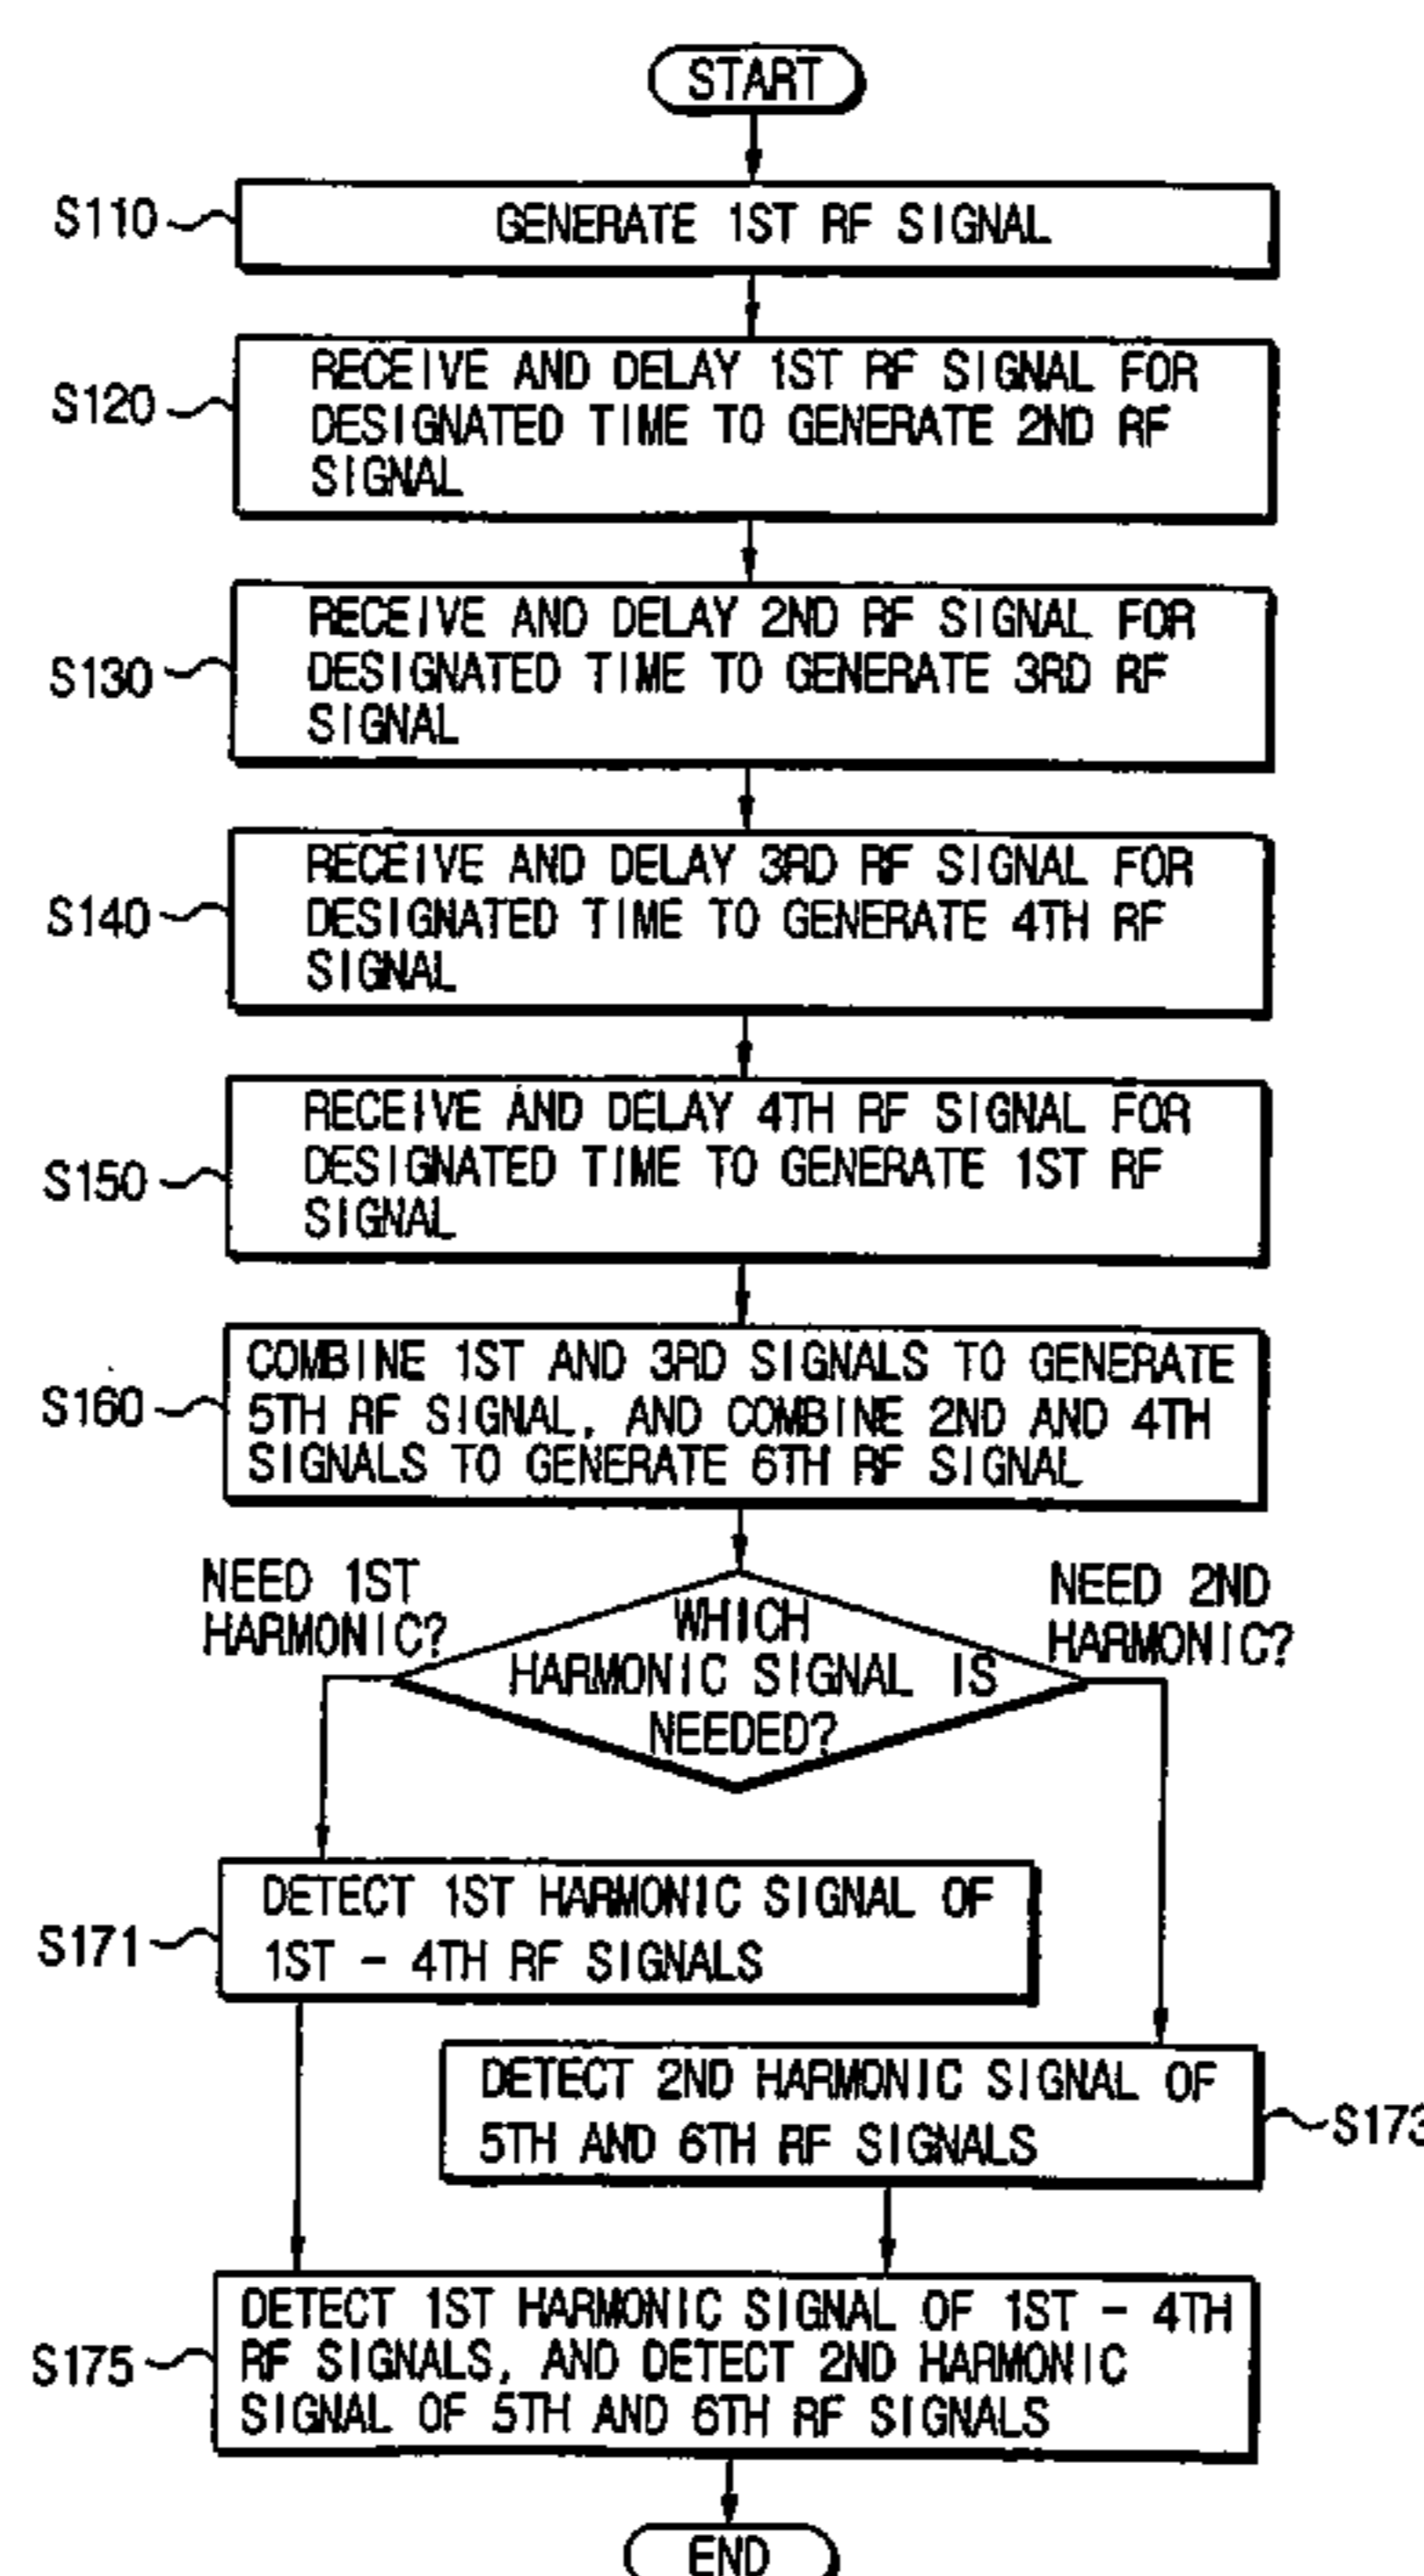 START
S110
GENERATE 1ST RF SIGNAL
S120
RECEIVE AND DELAY 1ST RF SIGNAL FOR
DESIGNATED TIME TO GENERATE 2ND RF
SIGNAL
S130
RECEIVE AND DELAY 2ND RF SIGNAL FOR
DESIGNATED TIME TO GENERATE 3RD RF
SIGNAL
S140
RECEIVE AND DELAY 3RD RF SIGNAL FOR
DESIGNATED TIME TO GENERATE 4TH RF
SIGNAL
S150
RECEIVE AND DELAY 4TH RF SIGNAL FOR
DESIGNATED TIME TO GENERATE 1ST RF
SIGNAL
S160
COMBINE 1ST AND 3RD SIGNALS TO GENERATE
5TH RF SIGNAL, AND COMBINE 2ND AND 4TH
SIGNALS TO GENERATE 6TH RF SIGNAL
NEED 1ST
HARMONIC?
WHICH
HARMONIC SIGNAL IS
NEEDED?
NEED 2ND
HARMONIC?
S171
DETECT 1ST HARMONIC SIGNAL OF
1ST - 4TH RF SIGNALS
DETECT 2ND HARMONIC SIGNAL OF
5TH AND 6TH RF SIGNALS
S173
S175
DETECT 1ST HARMONIC SIGNAL OF 1ST - 4TH
RF SIGNALS, AND DETECT 2ND HARMONIC
SIGNAL OF 5TH AND 6TH RF SIGNALS
END